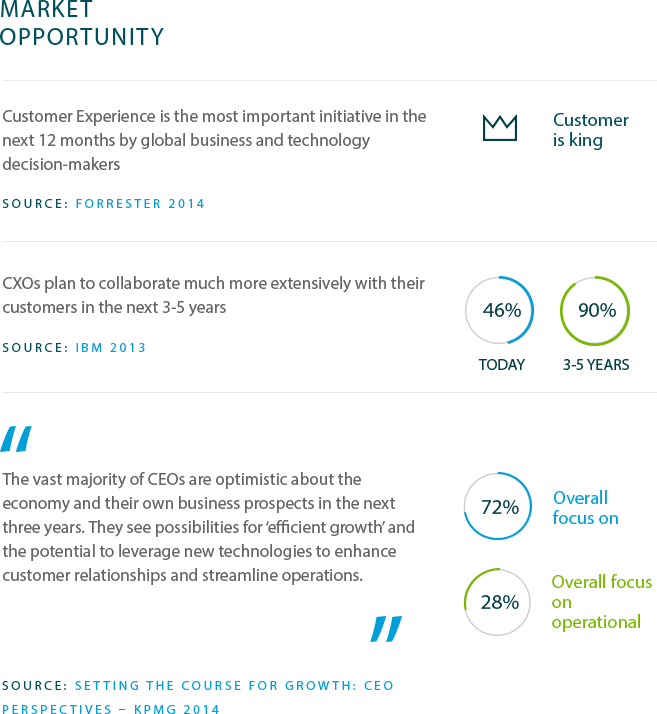 MARKET
OPPORTUNITY
Customer Experience is the most important initiative in the
next 12 months by global business and technology
decision-makers
SOURCE: FORRESTER 2014
Customer
is king
CXOs plan to collaborate much more extensively with their
customers in the next 3-5 years
SOURCE: IBM 2013
46%
90%
TODAY
3-5 YEARS
"
The vast majority of CEOs are optimistic about the
economy and their own business prospects in the next
three years. They see possibilities for ‘efficient growth’ and
the potential to leverage new technologies to enhance
customer relationships and streamline operations.
"
SOURCE: SETTING THE COURSE FOR GROWTH: CEO
PERSPECTIVES – KPMG 2014
72%
Overall
focus on
28%
Overall focus
on
operational